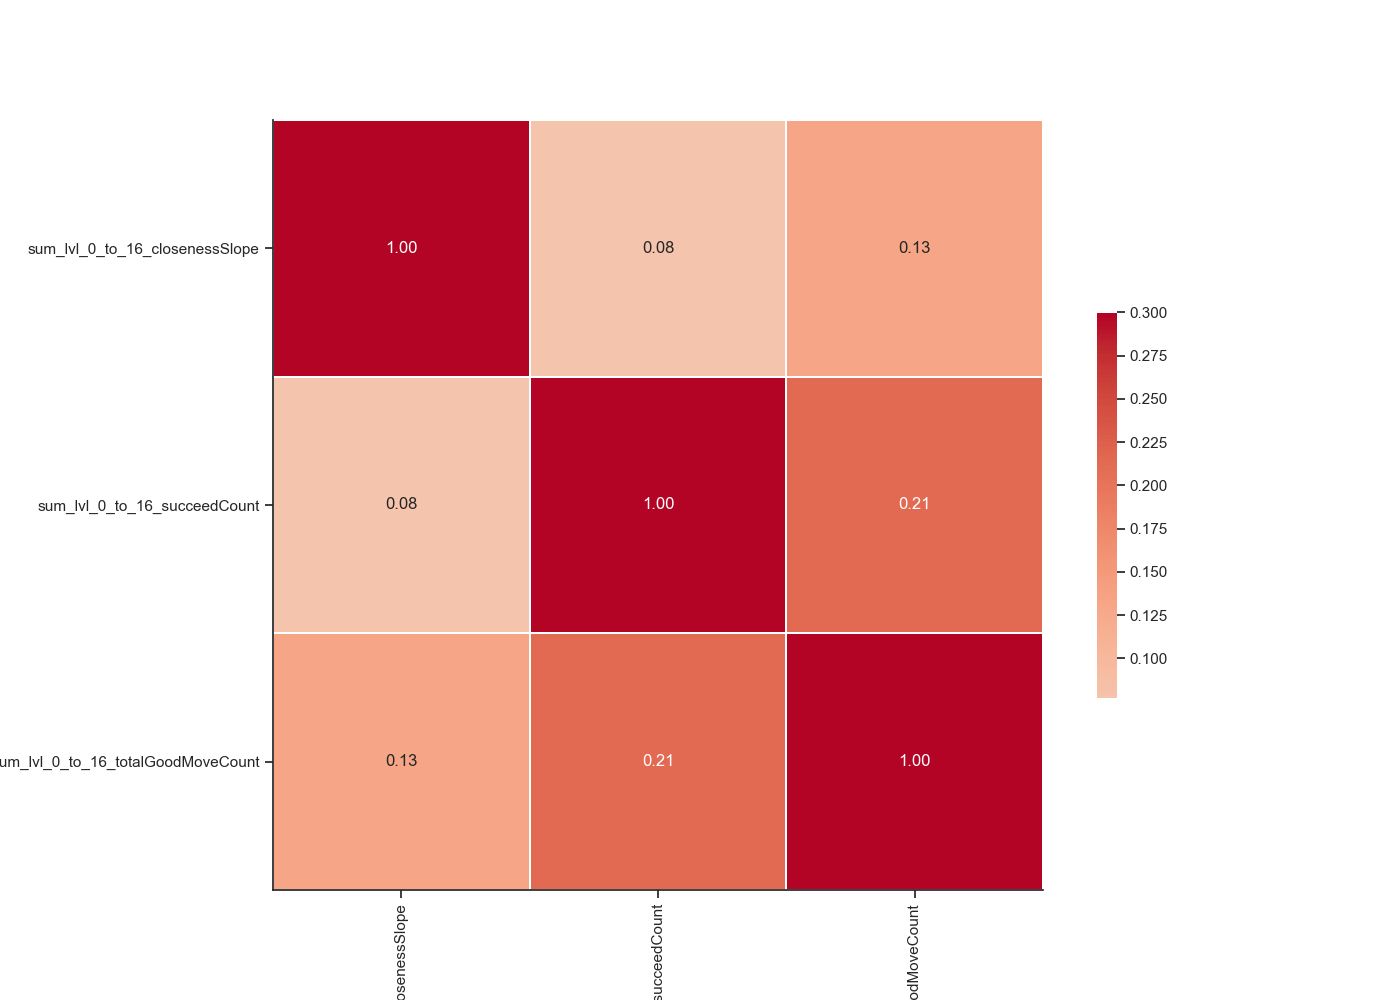 sum_lvl_0_to_16_closenessSlope
1.00 0.08 0.13
sum_lvl_0_to_16_succeedCount
0.08 1.00 0.21
um_lvl_0_to_16_totalGoodMoveCount
0.13 0.21 1.00
osenessSlope
succeedCount
odMoveCount
0.300
0.275
0.250
0.225
0.200
0.175
0.150
0.125
0.100